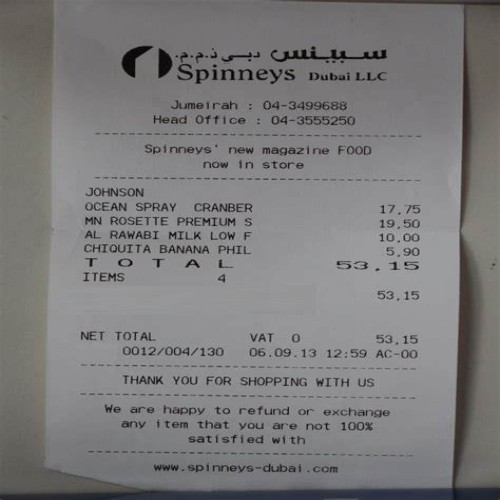 سبينس دبي ذ.م.م.
Spinneys Dubai LLC
Jumeirah : 04-3499688
Head Office : 04-3555250
Spinneys' new magazine FOOD
now in store
JOHNSON
OCEAN SPRAY CRANBER 17.75
MN ROSETTE PREMIUM S 19.50
AL RAWABI MILK LOW F 10.00
CHIQUITA BANANA PHIL 5.90
T O T A L 53.15
ITEMS 4
53.15
NET TOTAL VAT 0 53.15
0012/004/130 06.09.13 12:59 AC-00
THANK YOU FOR SHOPPING WITH US
We are happy to refund or exchange
any item that you are not 100%
satisfied with
www.spinneys-dubai.com